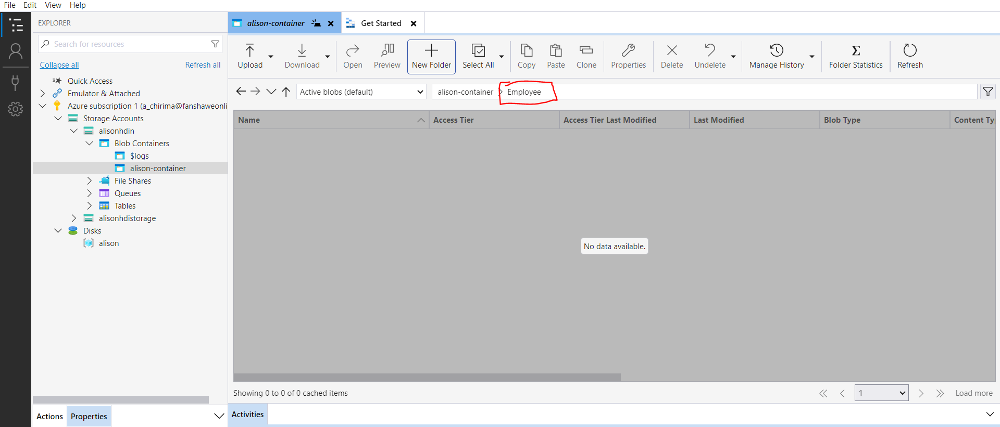 File Edit View Help
EXPLORER
Search for resources
Collapse all Refresh all
Quick Access
Emulator & Attached
Azure subscription 1 (a_chirima@fanshaweonli
Storage Accounts
alisonhdin
Blob Containers
$logs
alison-container
File Shares
Queues
Tables
alisonhdistorage
Disks
alison
Actions Properties
alison-container Get Started
Upload Download Open Preview New Folder Select All Copy Paste Clone Properties Delete Undelete Manage History Folder Statistics Refresh
Active blobs (default) alison-container > Employee
Name Access Tier Access Tier Last Modified Last Modified Blob Type Content Ty
No data available.
Showing 0 to 0 of 0 cached items 1 Load more
Activities